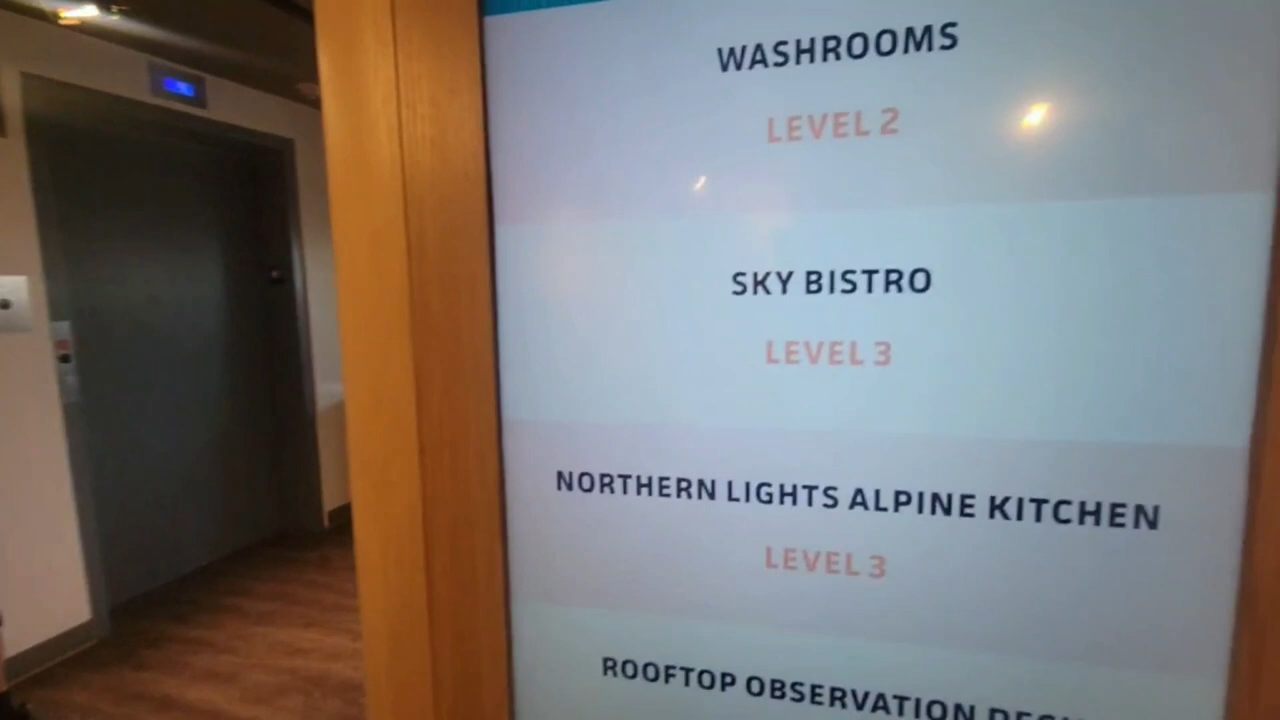 WASHROOMS
LEVEL 2
SKY BISTRO
LEVEL 3
NORTHERN LIGHTS ALPINE KITCHEN
LEVEL 3
ROOFTOP OBSERVATION